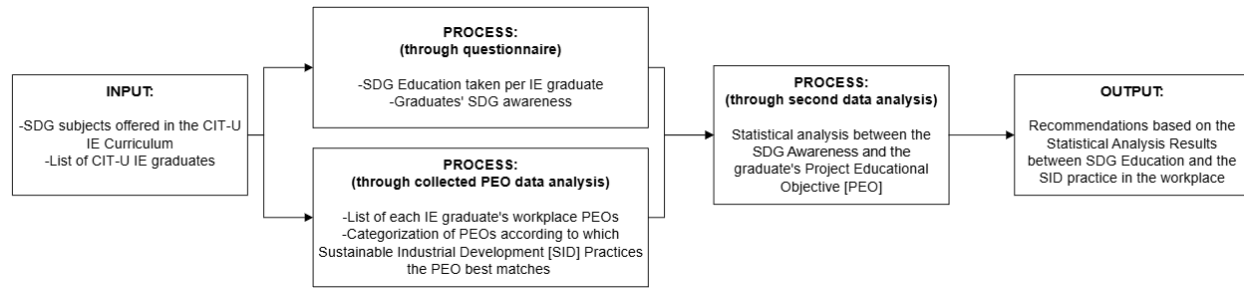 INPUT:
-SDG subjects offered in the CIT-U
IE Curriculum
-List of CIT-U IE graduates
PROCESS:
(through questionnaire)
-SDG Education taken per IE graduate
-Graduates' SDG awareness
PROCESS:
(through collected PEO data analysis)
-List of each IE graduate's workplace PEOs
-Categorization of PEOs according to which
Sustainable Industrial Development [SID] Practices
the PEO best matches
PROCESS:
(through second data analysis)
Statistical analysis between the
SDG Awareness and the
graduate's Project Educational
Objective [PEO]
OUTPUT:
Recommendations based on the
Statistical Analysis Results
between SDG Education and the
SID practice in the workplace